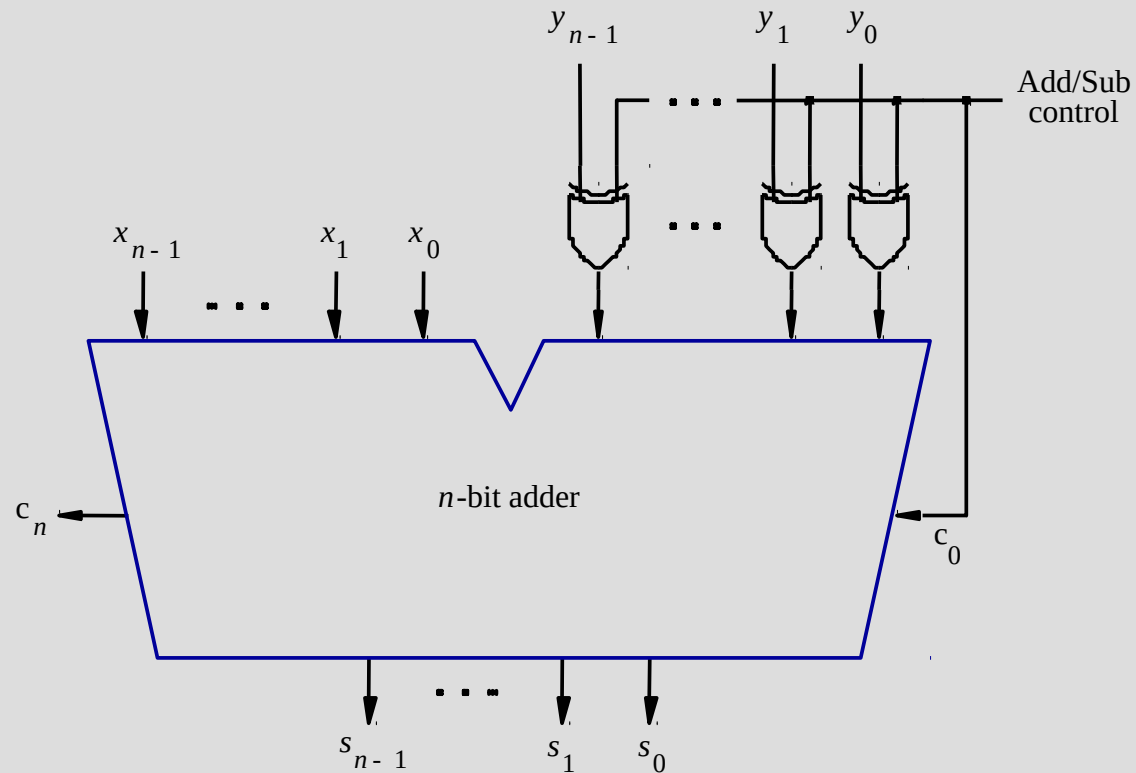 y n - 1 y 1 y 0
Add/Sub
control
x n - 1 x 1 x 0
n-bit adder
c n
c 0
s n - 1 s 1 s 0